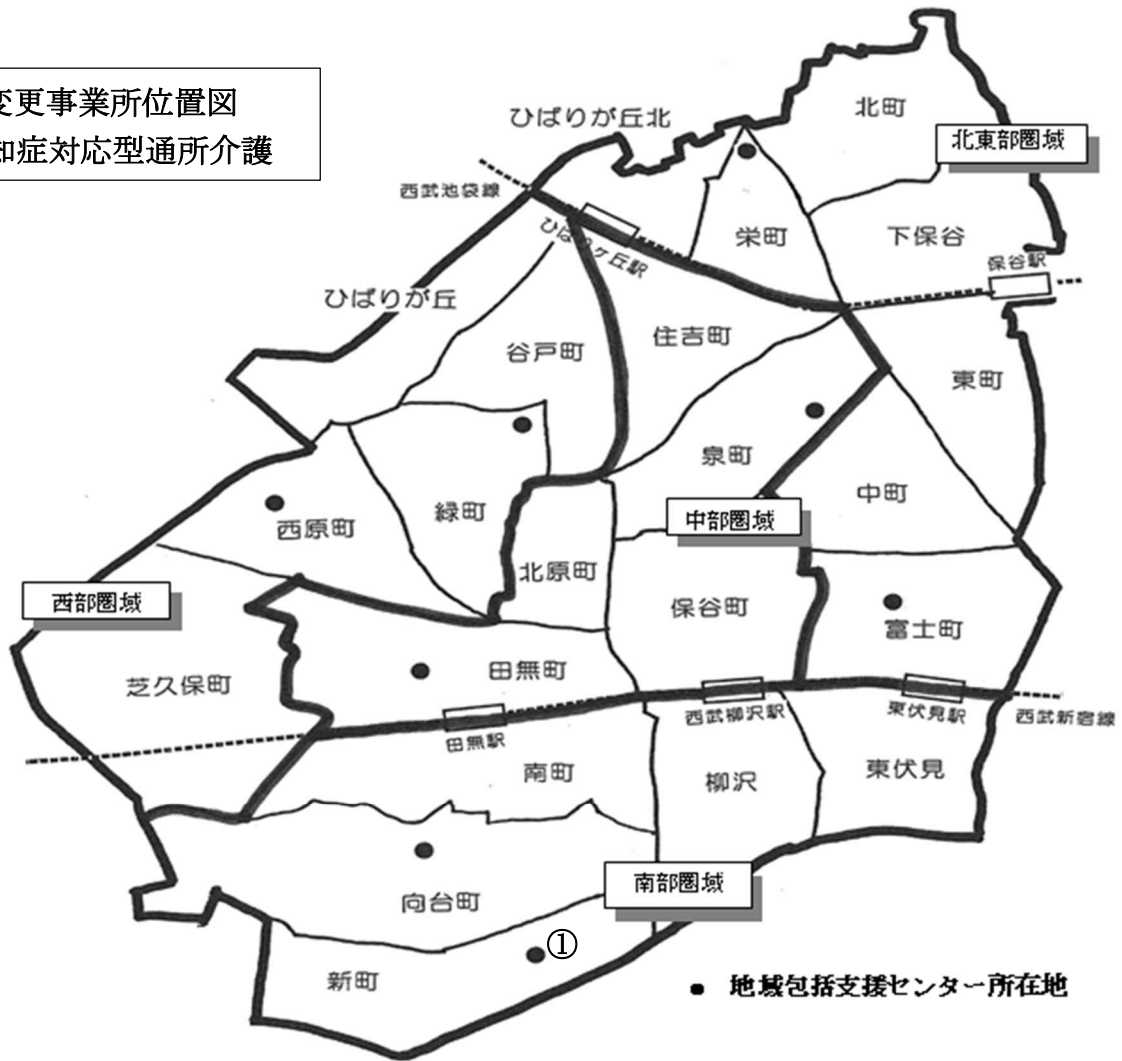 変更事業所位置図
知症対応型通所介護
ひばりが丘北
北町
北東部圏域
西武池袋線
ひばりヶ丘駅
栄町
下保谷
保谷駅
ひばりが丘
谷戸町
住吉町
東町
泉町
中町
緑町
西原町
中部圏域
北原町
西部圏域
保谷町
富士町
芝久保町
田無町
西武柳沢駅
東伏見駅
西武新宿線
田無駅
南町
柳沢
東伏見
南部圏域
向台町
①
新町
● 地域包括支援センター所在地